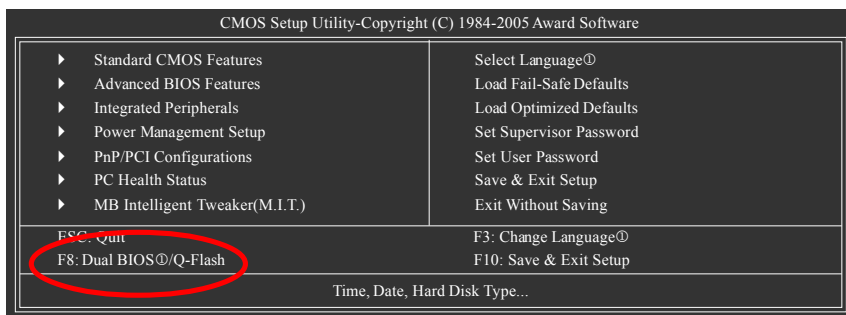 CMOS Setup Utility-Copyright (C) 1984-2005 Award Software
Standard CMOS Features
Advanced BIOS Features
Integrated Peripherals
Power Management Setup
PnP/PCI Configurations
PC Health Status
MB Intelligent Tweaker(M.I.T.)
Select Language①
Load Fail-Safe Defaults
Load Optimized Defaults
Set Supervisor Password
Set User Password
Save & Exit Setup
Exit Without Saving
ESC: Quit
F8: Dual BIOS①/Q-Flash
F3: Change Language①
F10: Save & Exit Setup
Time, Date, Hard Disk Type...